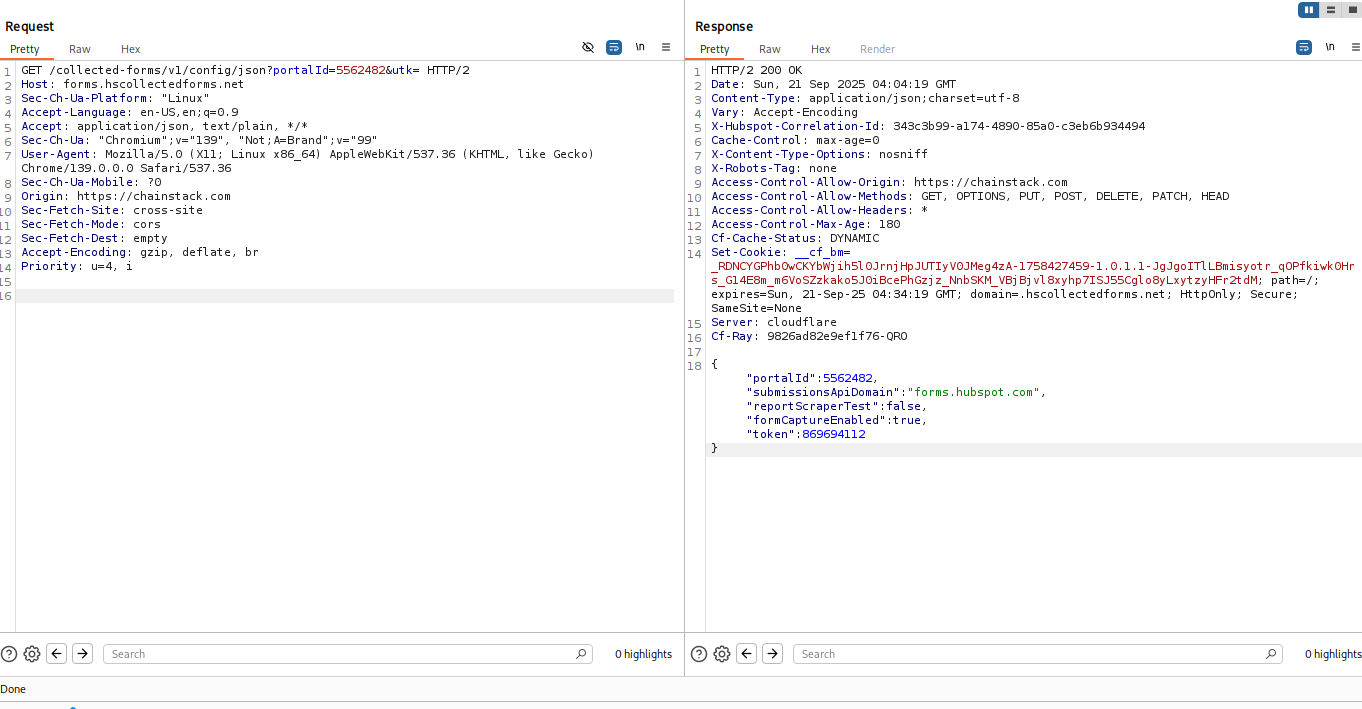 Request
Pretty Raw Hex
\n
1 GET /collected-forms/v1/config/json?portalId=5562482&utk= HTTP/2
2 Host: forms.hscollectedforms.net
3 Sec-Ch-Ua-Platform: "Linux"
4 Accept-Language: en-US,en;q=0.9
5 Accept: application/json, text/plain, */*
6 Sec-Ch-Ua: "Chromium";v="139", "Not;A=Brand";v="99"
7 User-Agent: Mozilla/5.0 (X11; Linux x86_64) AppleWebKit/537.36 (KHTML, like Gecko)
Chrome/139.0.0.0 Safari/537.36
8 Sec-Ch-Ua-Mobile: ?0
9 Origin: https://chainstack.com
10 Sec-Fetch-Site: cross-site
11 Sec-Fetch-Mode: cors
12 Sec-Fetch-Dest: empty
13 Accept-Encoding: gzip, deflate, br
14 Priority: u=4, i
15
16
Search
0 highlights
Response
Pretty Raw Hex Render
\n
1 HTTP/2 200 OK
2 Date: Sun, 21 Sep 2025 04:04:19 GMT
3 Content-Type: application/json;charset=utf-8
4 Vary: Accept-Encoding
5 X-Hubspot-Correlation-Id: 343c3b99-a174-4890-85a0-c3eb6b934494
6 Cache-Control: max-age=0
7 X-Content-Type-Options: nosniff
8 X-Robots-Tag: none
9 Access-Control-Allow-Origin: https://chainstack.com
10 Access-Control-Allow-Methods: GET, OPTIONS, PUT, POST, DELETE, PATCH, HEAD
11 Access-Control-Allow-Headers: *
12 Access-Control-Max-Age: 180
13 Cf-Cache-Status: DYNAMIC
14 Set-Cookie: __cf_bm=
_RDNCYGPhb0wCKYbWjih5l0JrnjHpJUTIyV0JMeg4zA-1758427459-1.0.1.1-JgJgoITlLBmisyotr_q0Pfkiwk0Hr
s_G14E8m_m6VoSZzkako5JOiBcePhGzjz_NnbSKM_VBjBjvl8xyhp7ISJ55Cglo8yLxytzyHFr2tdM; path=/;
expires=Sun, 21-Sep-25 04:34:19 GMT; domain=.hscollectedforms.net; HttpOnly; Secure;
SameSite=None
15 Server: cloudflare
16 Cf-Ray: 9826ad82e9ef1f76-QRO
17
18 {
"portalId":5562482,
"submissionsApiDomain":"forms.hubspot.com",
"reportScraperTest":false,
"formCaptureEnabled":true,
"token":869694112
}
Search
0 highlights
Done